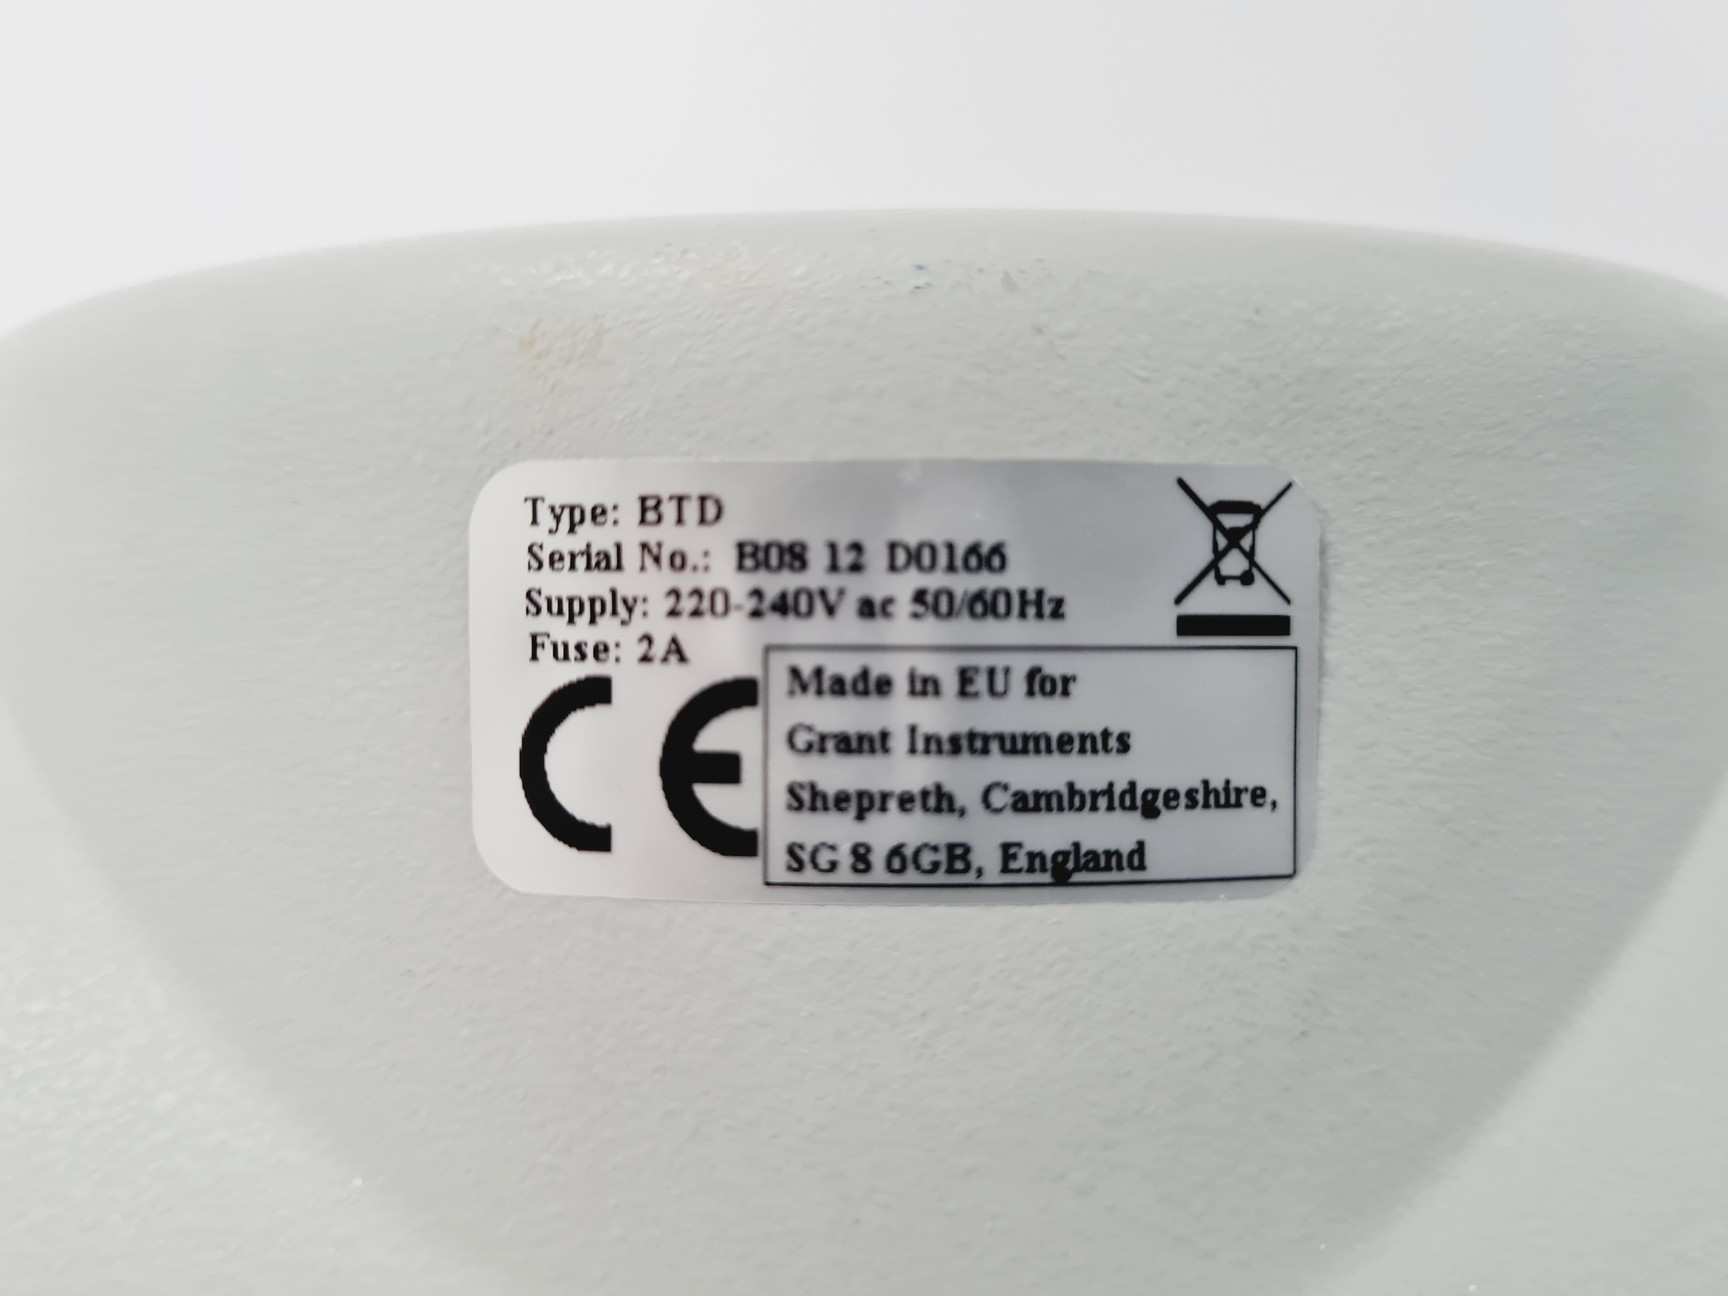 Type: BTD
Serial No.: B08 12 D0166
Supply: 220-240V ac 50/60Hz
Fuse: 2A
CE
Made in EU for
Grant Instruments
Shepreth, Cambridgeshire,
SG 8 6GB, England